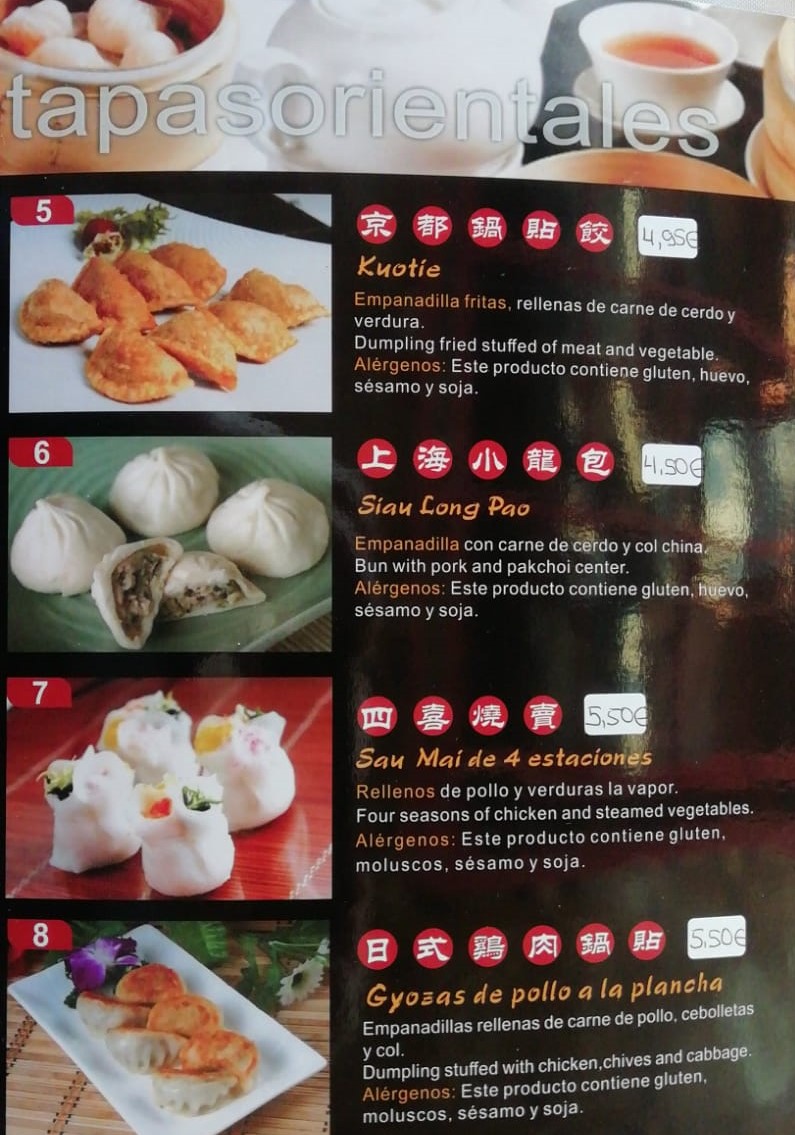 tapasorientales
5
京都鍋貼餃 4,95€
Kuotie
Empanadilla fritas, rellenas de carne de cerdo y
verdura.
Dumpling fried stuffed of meat and vegetable.
Alérgenos: Este producto contiene gluten, huevo,
sésamo y soja.
6
上海小龍包 4,50€
Siau Long Pao
Empanadilla con carne de cerdo y col china.
Bun with pork and pakchoi center.
Alérgenos: Este producto contiene gluten, huevo,
sésamo y soja.
7
四喜燒賣 5,50€
Sau Mai de 4 estaciones
Rellenos de pollo y verduras la vapor.
Four seasons of chicken and steamed vegetables.
Alérgenos: Este producto contiene gluten,
moluscos, sésamo y soja.
8
日式鷄肉鍋貼 5.50€
Gyozas de pollo a la plancha
Empanadillas rellenas de carne de pollo, cebolletas
y col.
Dumpling stuffed with chicken,chives and cabbage.
Alérgenos: Este producto contiene gluten,
moluscos, sésamo y soja.